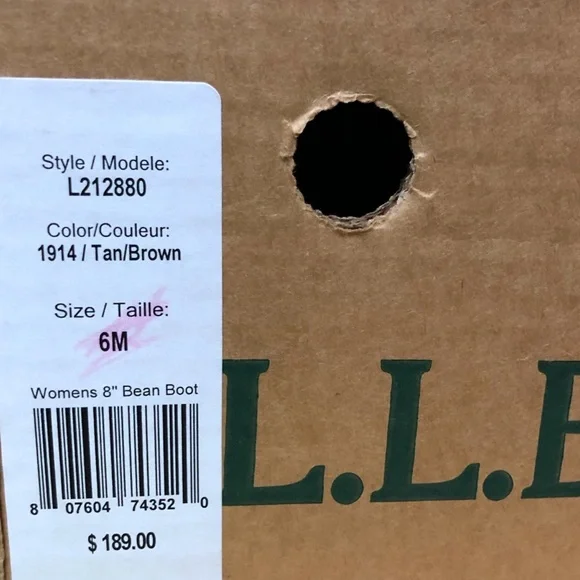 Style / Modele:
L212880
Color/Couleur:
1914 / Tan/Brown
Size / Taille:
6M
Womens 8" Bean Boot
8 07604 74352 0
$ 189.00
L.L.B